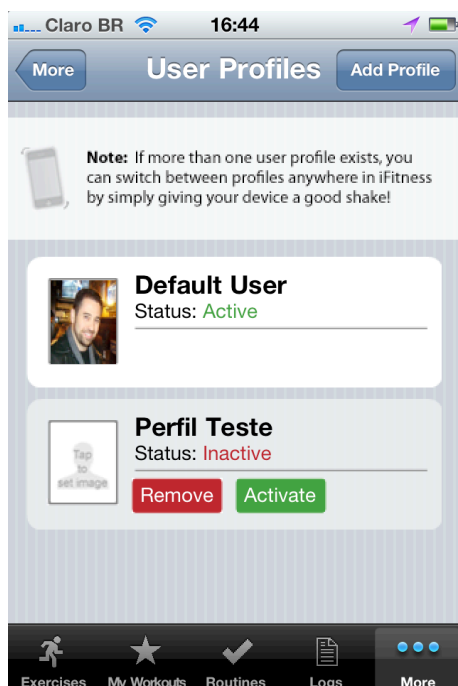 Claro BR 16:44
More User Profiles Add Profile
Note: If more than one user profile exists, you
can switch between profiles anywhere in iFitness
by simply giving your device a good shake!
Default User
Status: Active
Perfil Teste
Status: Inactive
Tap
to
set image
Remove Activate
Exercises My Workouts Routines Logs More